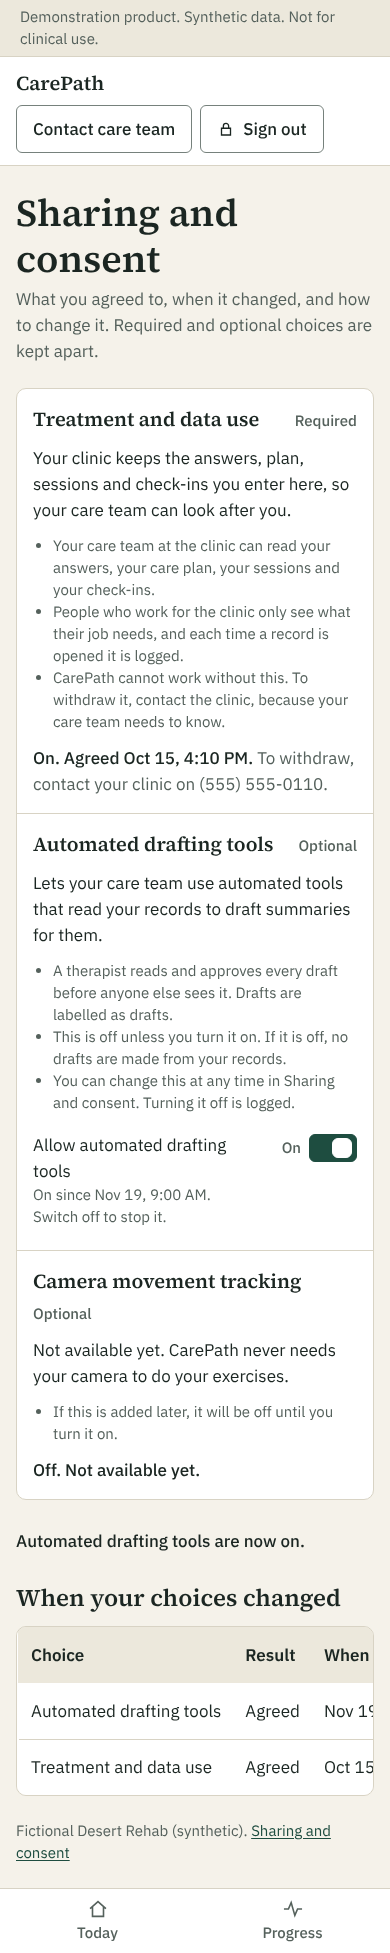 Demonstration product. Synthetic data. Not for
clinical use.
CarePath
Contact care team
Sign out
Sharing and
consent
What you agreed to, when it changed, and how
to change it. Required and optional choices are
kept apart.
Treatment and data use Required
Your clinic keeps the answers, plan,
sessions and check-ins you enter here, so
your care team can look after you.
• Your care team at the clinic can read your
answers, your care plan, your sessions and
your check-ins.
• People who work for the clinic only see what
their job needs, and each time a record is
opened it is logged.
• CarePath cannot work without this. To
withdraw it, contact the clinic, because your
care team needs to know.
On. Agreed Oct 15, 4:10 PM. To withdraw,
contact your clinic on (555) 555-0110.
Automated drafting tools Optional
Lets your care team use automated tools
that read your records to draft summaries
for them.
• A therapist reads and approves every draft
before anyone else sees it. Drafts are
labelled as drafts.
• This is off unless you turn it on. If it is off, no
drafts are made from your records.
• You can change this at any time in Sharing
and consent. Turning it off is logged.
Allow automated drafting
tools
On
On since Nov 19, 9:00 AM.
Switch off to stop it.
Camera movement tracking
Optional
Not available yet. CarePath never needs
your camera to do your exercises.
• If this is added later, it will be off until you
turn it on.
Off. Not available yet.
Automated drafting tools are now on.
When your choices changed
Choice Result When
Automated drafting tools Agreed Nov 19
Treatment and data use Agreed Oct 15
Fictional Desert Rehab (synthetic). Sharing and
consent
Today
Progress